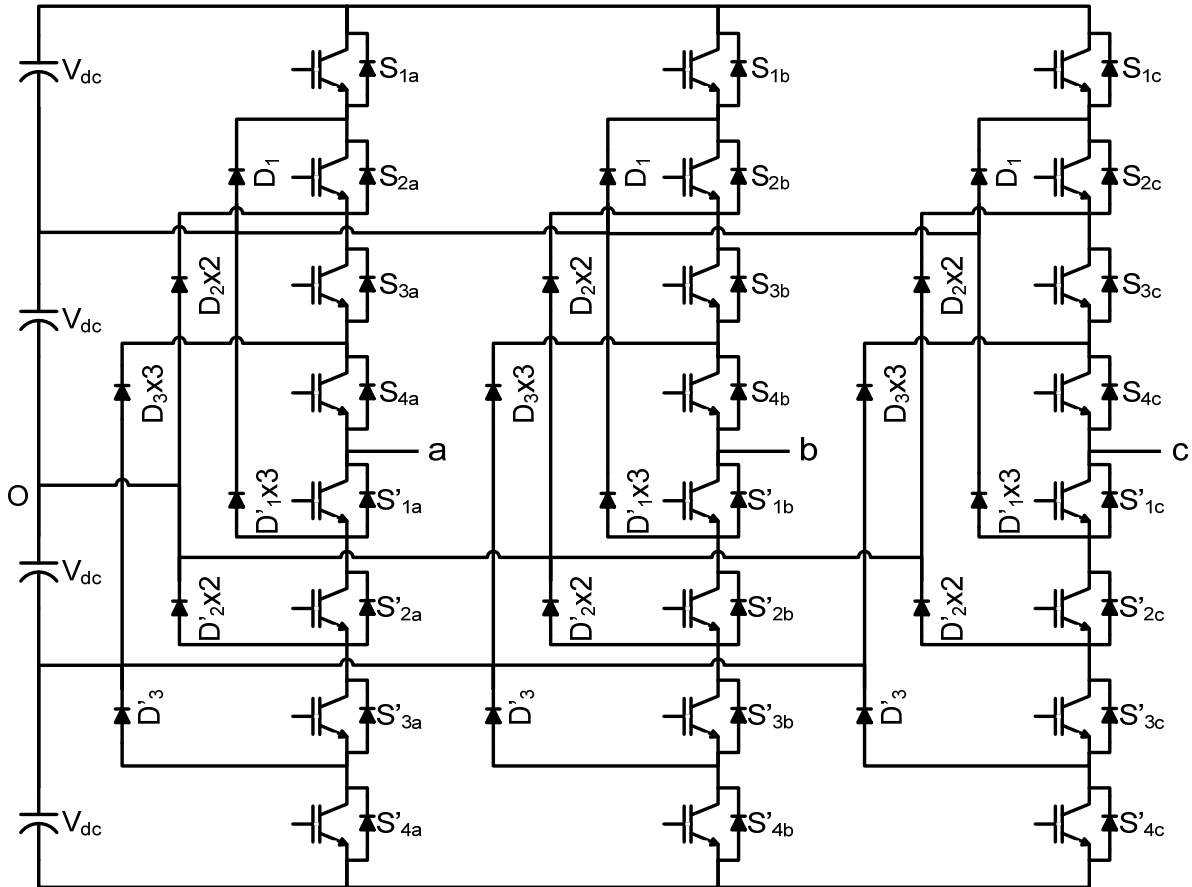 Vdc S1a S1b S1c
D1 S2a D1 S2b D1 S2c
Vdc D2x2 S3a D2x2 S3b D2x2 S3c
D3x3 S4a D3x3 S4b D3x3 S4c
a b c
O D'1x3 S'1a D'1x3 S'1b D'1x3 S'1c
Vdc D'2x2 S'2a D'2x2 S'2b D'2x2 S'2c
D'3 S'3a D'3 S'3b D'3 S'3c
Vdc S'4a S'4b S'4c